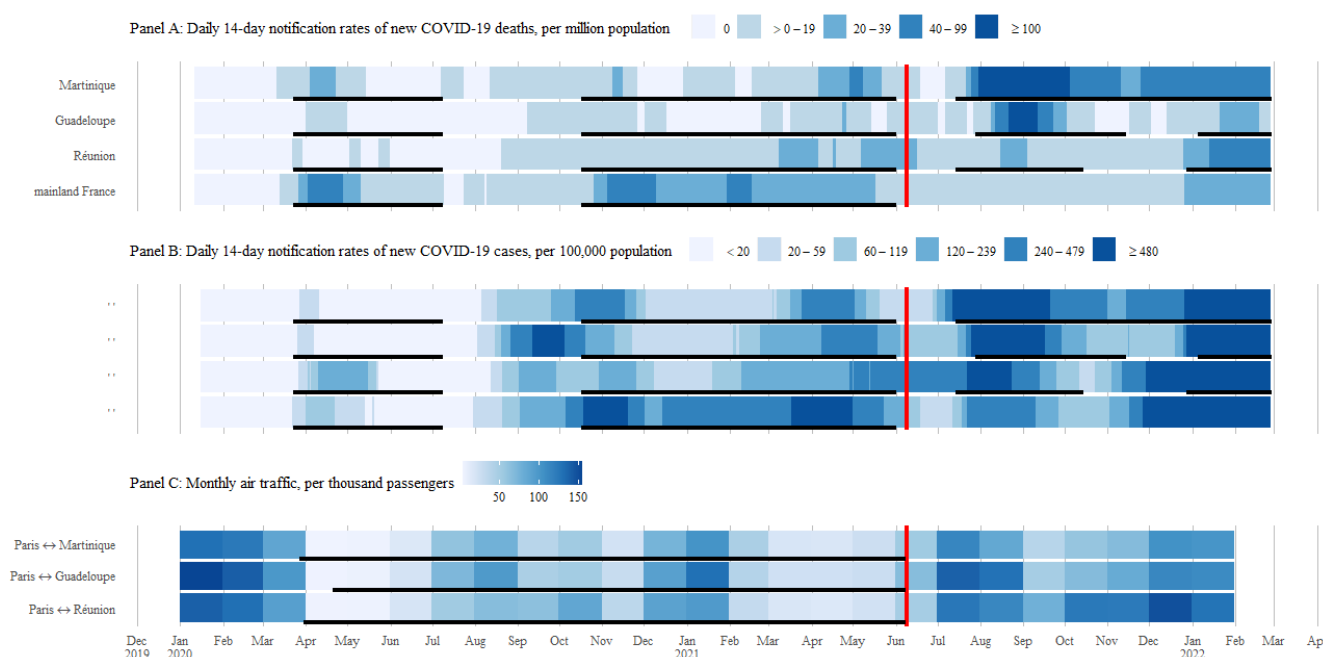 Panel A: Daily 14-day notification rates of new COVID-19 deaths, per million population 0 > 0 – 19 20 – 39 40 – 99 ≥ 100
Martinique
Guadeloupe
Réunion
mainland France
Panel B: Daily 14-day notification rates of new COVID-19 cases, per 100,000 population < 20 20 – 59 60 – 119 120 – 239 240 – 479 ≥ 480
, ,
, ,
, ,
, ,
Panel C: Monthly air traffic, per thousand passengers
50 100 150
Paris ↔ Martinique
Paris ↔ Guadeloupe
Paris ↔ Réunion
Dec Jan Feb Mar Apr May Jun Jul Aug Sep Oct Nov Dec Jan Feb Mar Apr May Jun Jul Aug Sep Oct Nov Dec Jan Feb Mar Ap
2019 2020 2021 2022